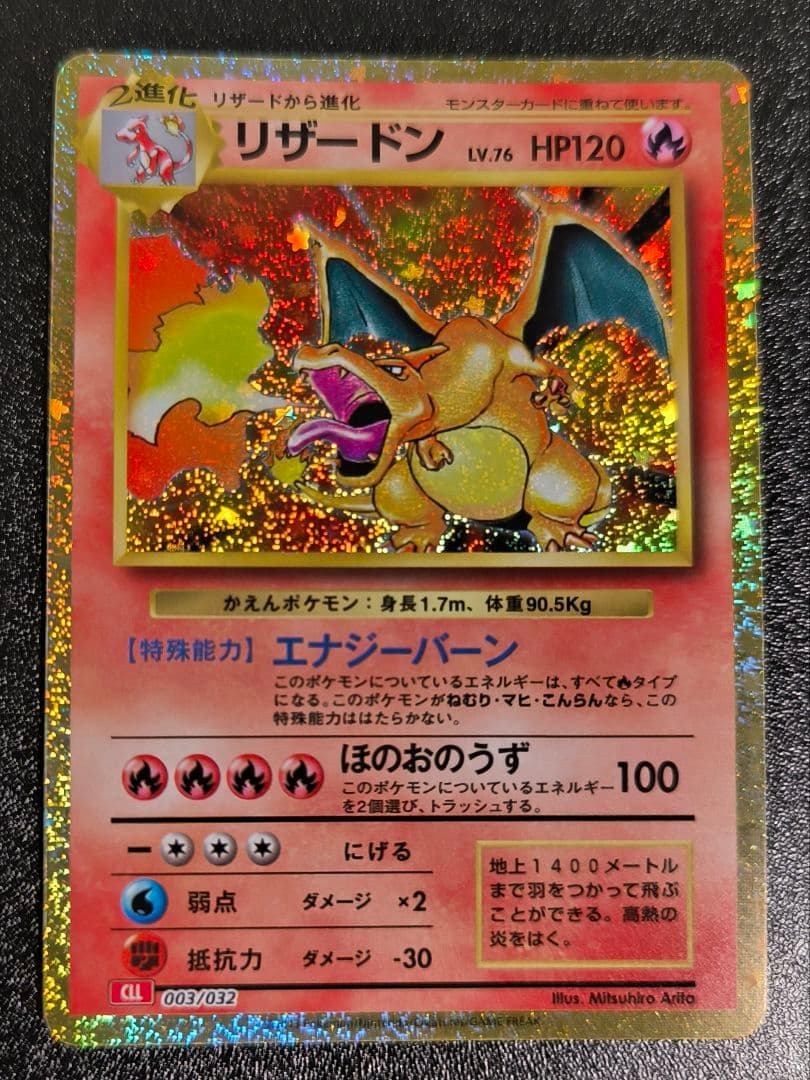 2進化 リザードから進化 モンスターカードに重ねて使います。
リザードン LV.76 HP120
かえんポケモン：身長1.7m、体重90.5Kg
【特殊能力】エナジーバーン
このポケモンについているエネルギーは、すべてタイプ
になる。このポケモンがねむり・マヒ・こんらんなら、この
特殊能力ははたらかない。
ほのおのうず
このポケモンについているエネルギー
を2個選び、トラッシュする。
100
にげる
弱点 ダメージ ×2
抵抗力 ダメージ -30
地上1400メートル
まで羽をつかって飛ぶ
ことができる。高熱の
炎をはく。
CLL 003/032
Illus. Mitsuhiro Arita
Pokémon/Nintendo/Creatures/GAME FREAK